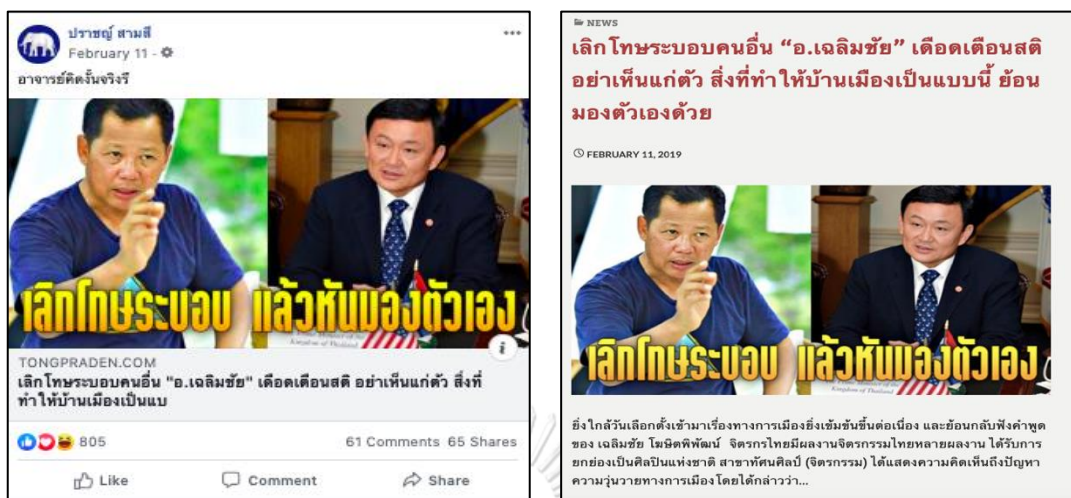 ปราชญ์ สามสี
February 11 -
อาจารย์คิดงั้นจริงรึ
เลิกโทษระบอบ แล้วหันมองตัวเอง
TONGPRADEN.COM
เลิกโทษระบอบคนอื่น "อ.เฉลิมชัย" เดือดเตือนสติ อย่าเห็นแก่ตัว สิ่งที่
ทำให้บ้านเมืองเป็นแบบ
805
61 Comments 65 Shares
Like Comment Share
NEWS
เลิกโทษระบอบคนอื่น “อ.เฉลิมชัย” เดือดเตือนสติ
อย่าเห็นแก่ตัว สิ่งที่ทำให้บ้านเมืองเป็นแบบนี้ ย้อน
มองตัวเองด้วย
FEBRUARY 11, 2019
เลิกโทษระบอบ แล้วหันมองตัวเอง
ยิ่งใกล้วันเลือกตั้งเข้ามาเรื่องทางการเมืองยิ่งเข้มข้นขึ้นต่อเนื่อง และย้อนกลับฟังคำพูด
ของ เฉลิมชัย โฆษิตพิพัฒน์ จิตรกรไทยมีผลงานจิตรกรรมไทยหลายผลงาน ได้รับการ
ยกย่องเป็นศิลปินแห่งชาติ สาขาทัศนศิลป์ (จิตรกรรม) ได้แสดงความคิดเห็นถึงปัญหา
ความวุ่นวายทางการเมืองโดยได้กล่าวว่า...